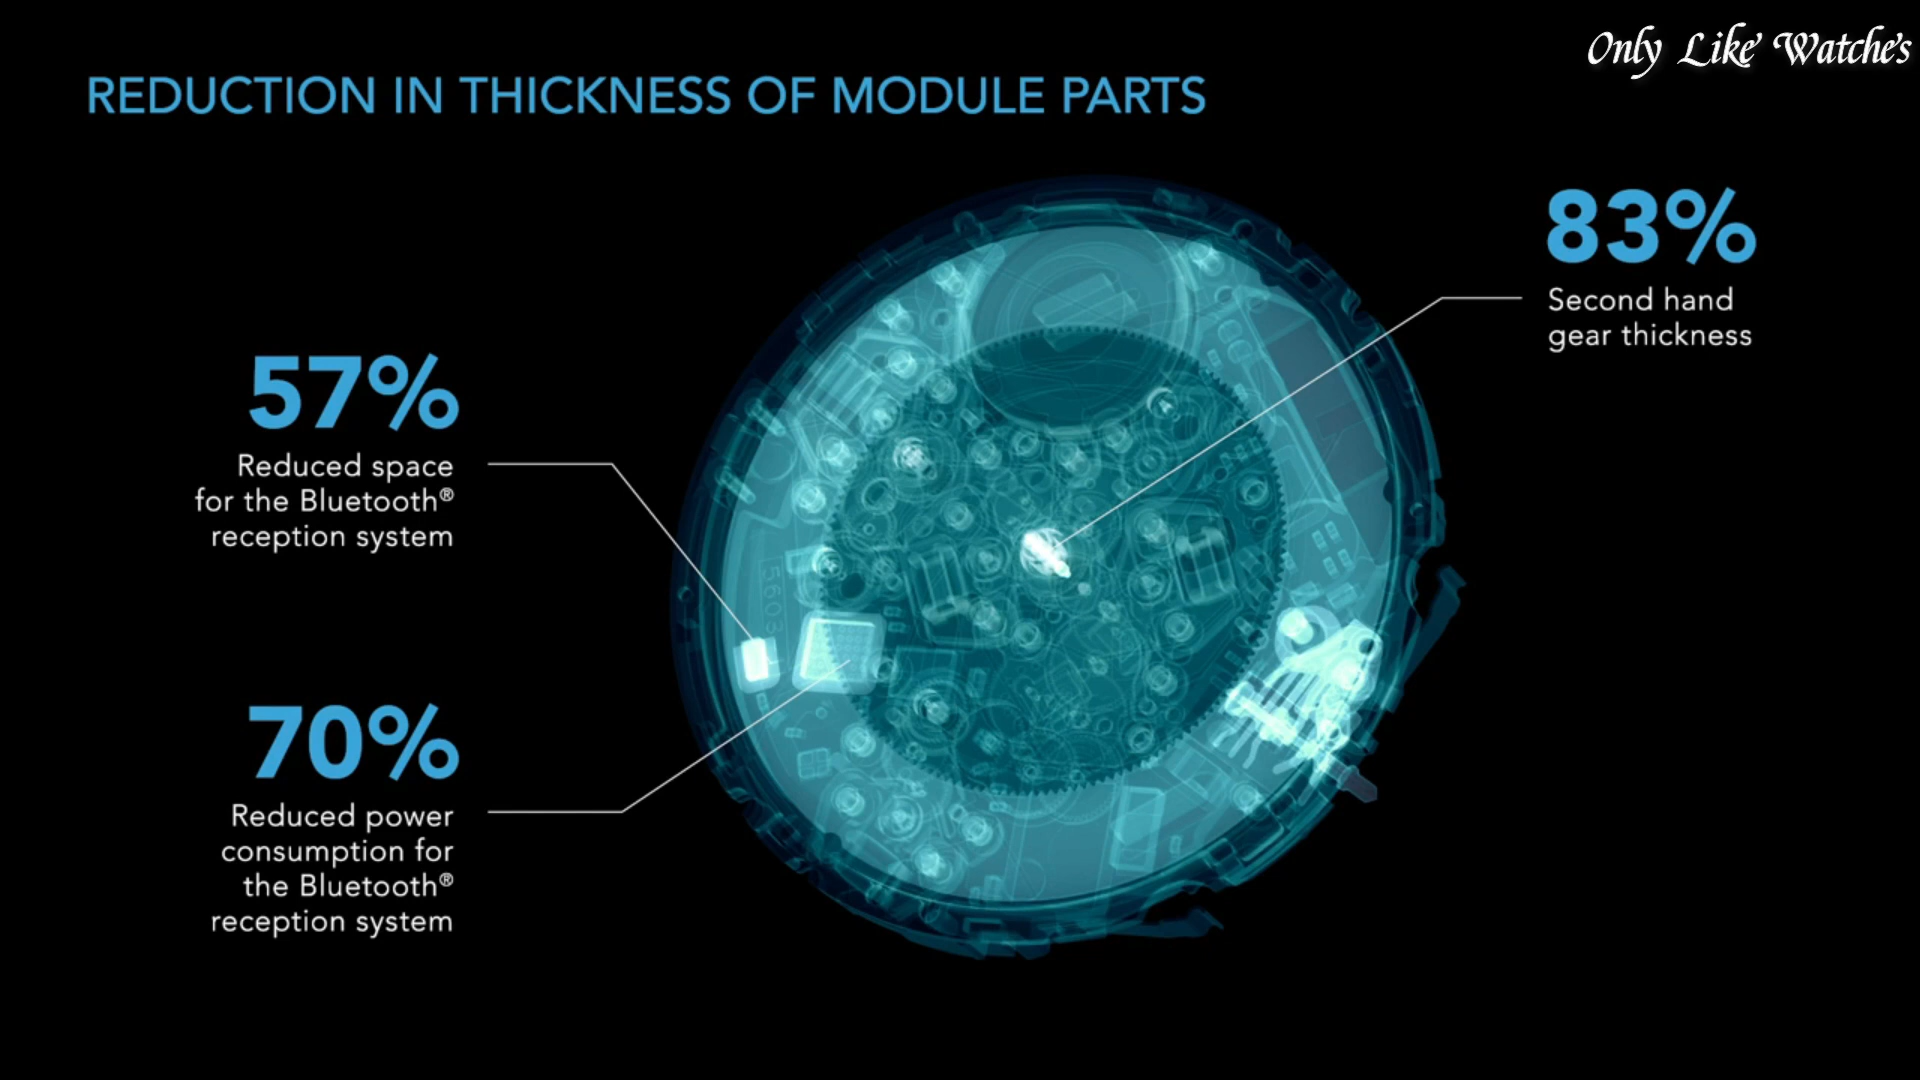 Only Like Watche's
REDUCTION IN THICKNESS OF MODULE PARTS
83%
Second hand
gear thickness
57%
Reduced space
for the Bluetooth®
reception system
70%
Reduced power
consumption for
the Bluetooth®
reception system
5603